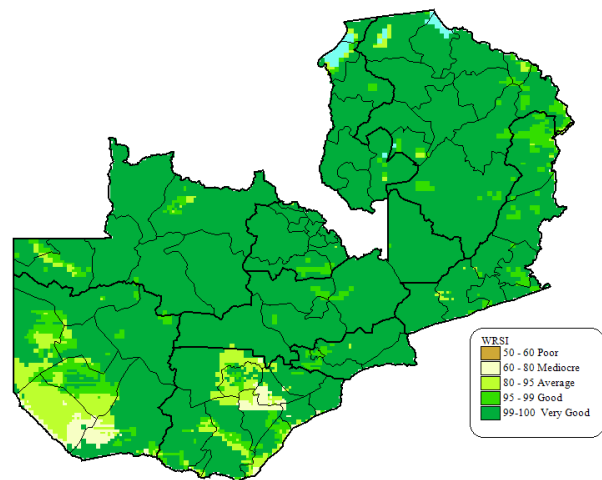 WRSI
50 - 60 Poor
60 - 80 Mediocre
80 - 95 Average
95 - 99 Good
99-100 Very Good